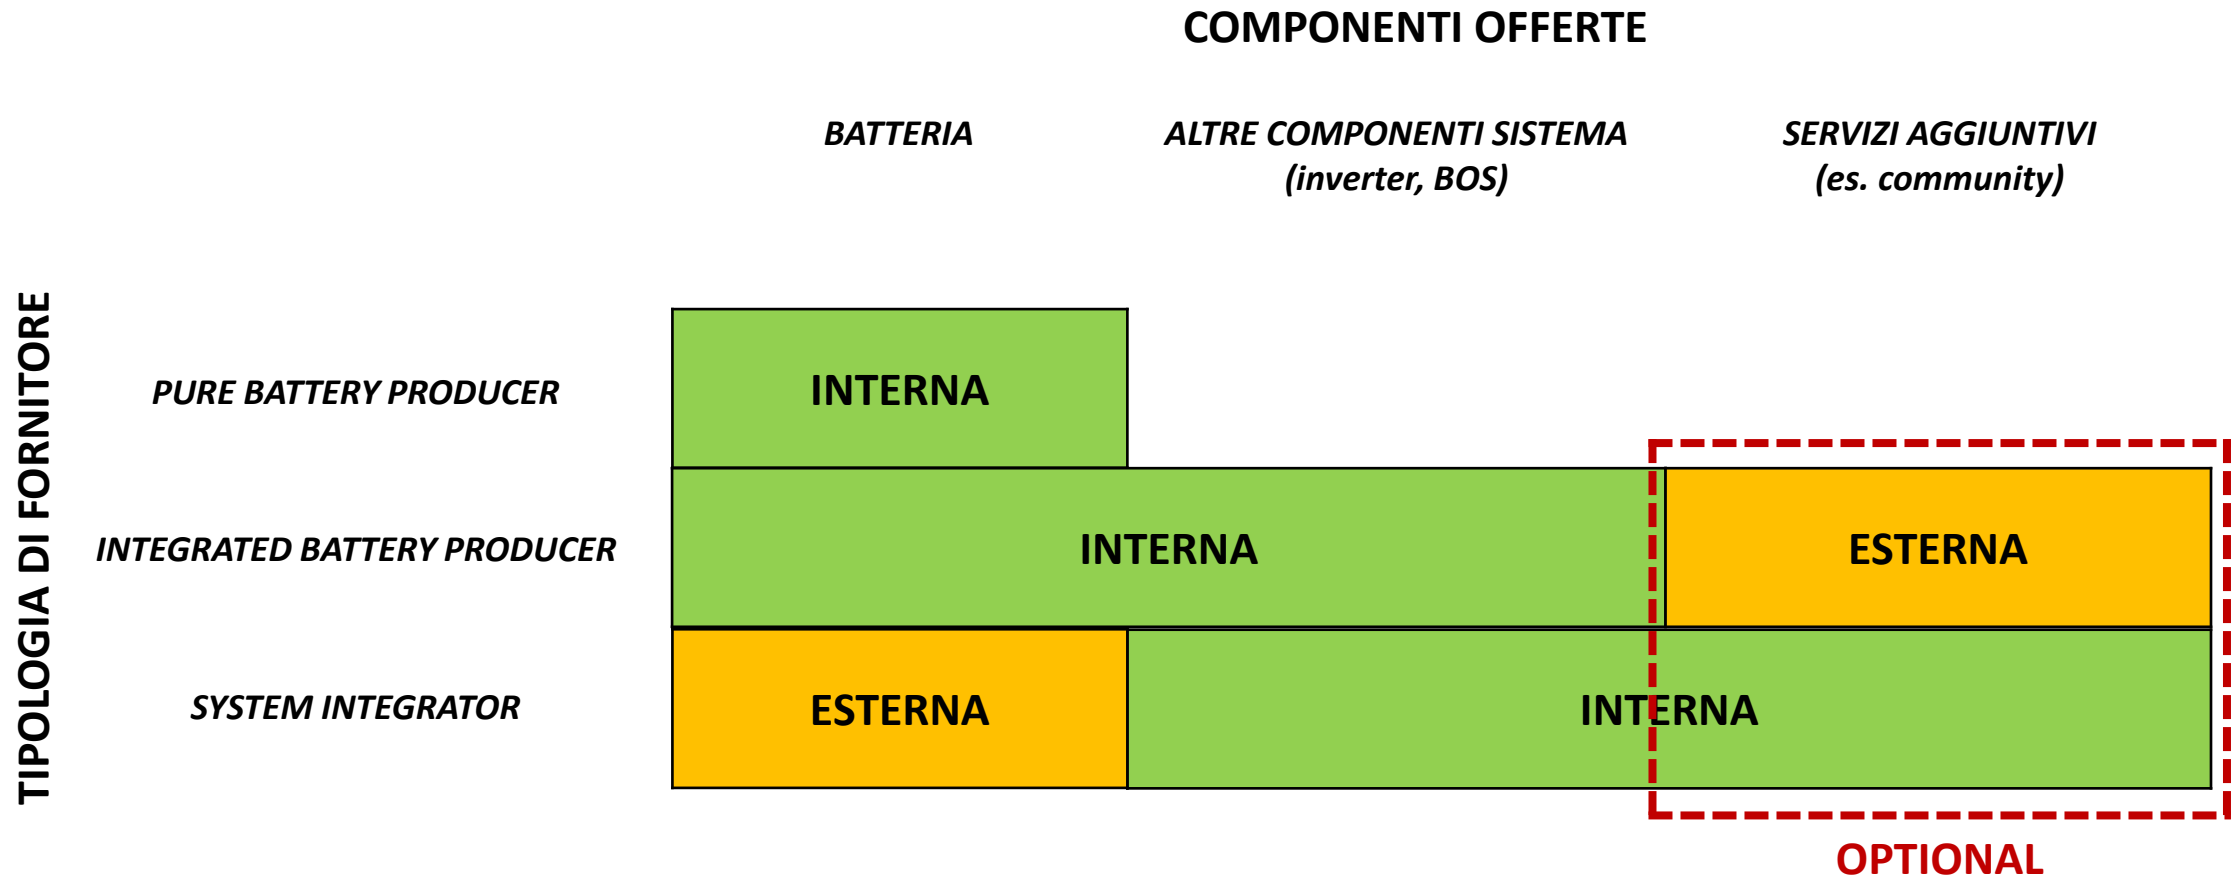 COMPONENTI OFFERTE
BATTERIA
ALTRE COMPONENTI SISTEMA
(inverter, BOS)
SERVIZI AGGIUNTIVI
(es. community)
TIPOLOGIA DI FORNITORE
PURE BATTERY PRODUCER
INTERNA
INTEGRATED BATTERY PRODUCER
INTERNA
ESTERNA
SYSTEM INTEGRATOR
ESTERNA
INTERNA
OPTIONAL